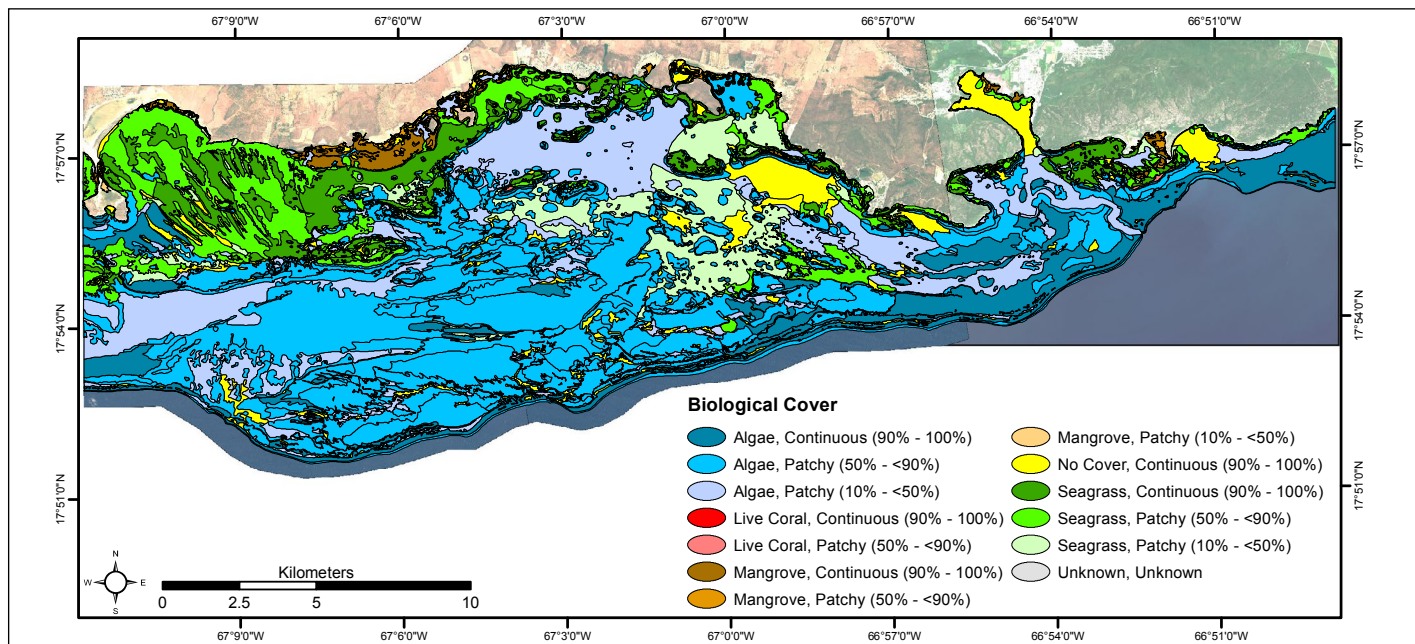 67°9'0"W 67°6'0"W 67°3'0"W 67°0'0"W 66°57'0"W 66°54'0"W 66°51'0"W
17°57'0"N 17°57'0"N
17°54'0"N 17°54'0"N
17°51'0"N 17°51'0"N
Biological Cover
Algae, Continuous (90% - 100%)
Algae, Patchy (50% - <90%)
Algae, Patchy (10% - <50%)
Live Coral, Continuous (90% - 100%)
Live Coral, Patchy (50% - <90%)
Mangrove, Continuous (90% - 100%)
Mangrove, Patchy (50% - <90%)
Mangrove, Patchy (10% - <50%)
No Cover, Continuous (90% - 100%)
Seagrass, Continuous (90% - 100%)
Seagrass, Patchy (50% - <90%)
Seagrass, Patchy (10% - <50%)
Unknown, Unknown
N
W E
S
Kilometers
0 2.5 5 10
67°9'0"W 67°6'0"W 67°3'0"W 67°0'0"W 66°57'0"W 66°54'0"W 66°51'0"W